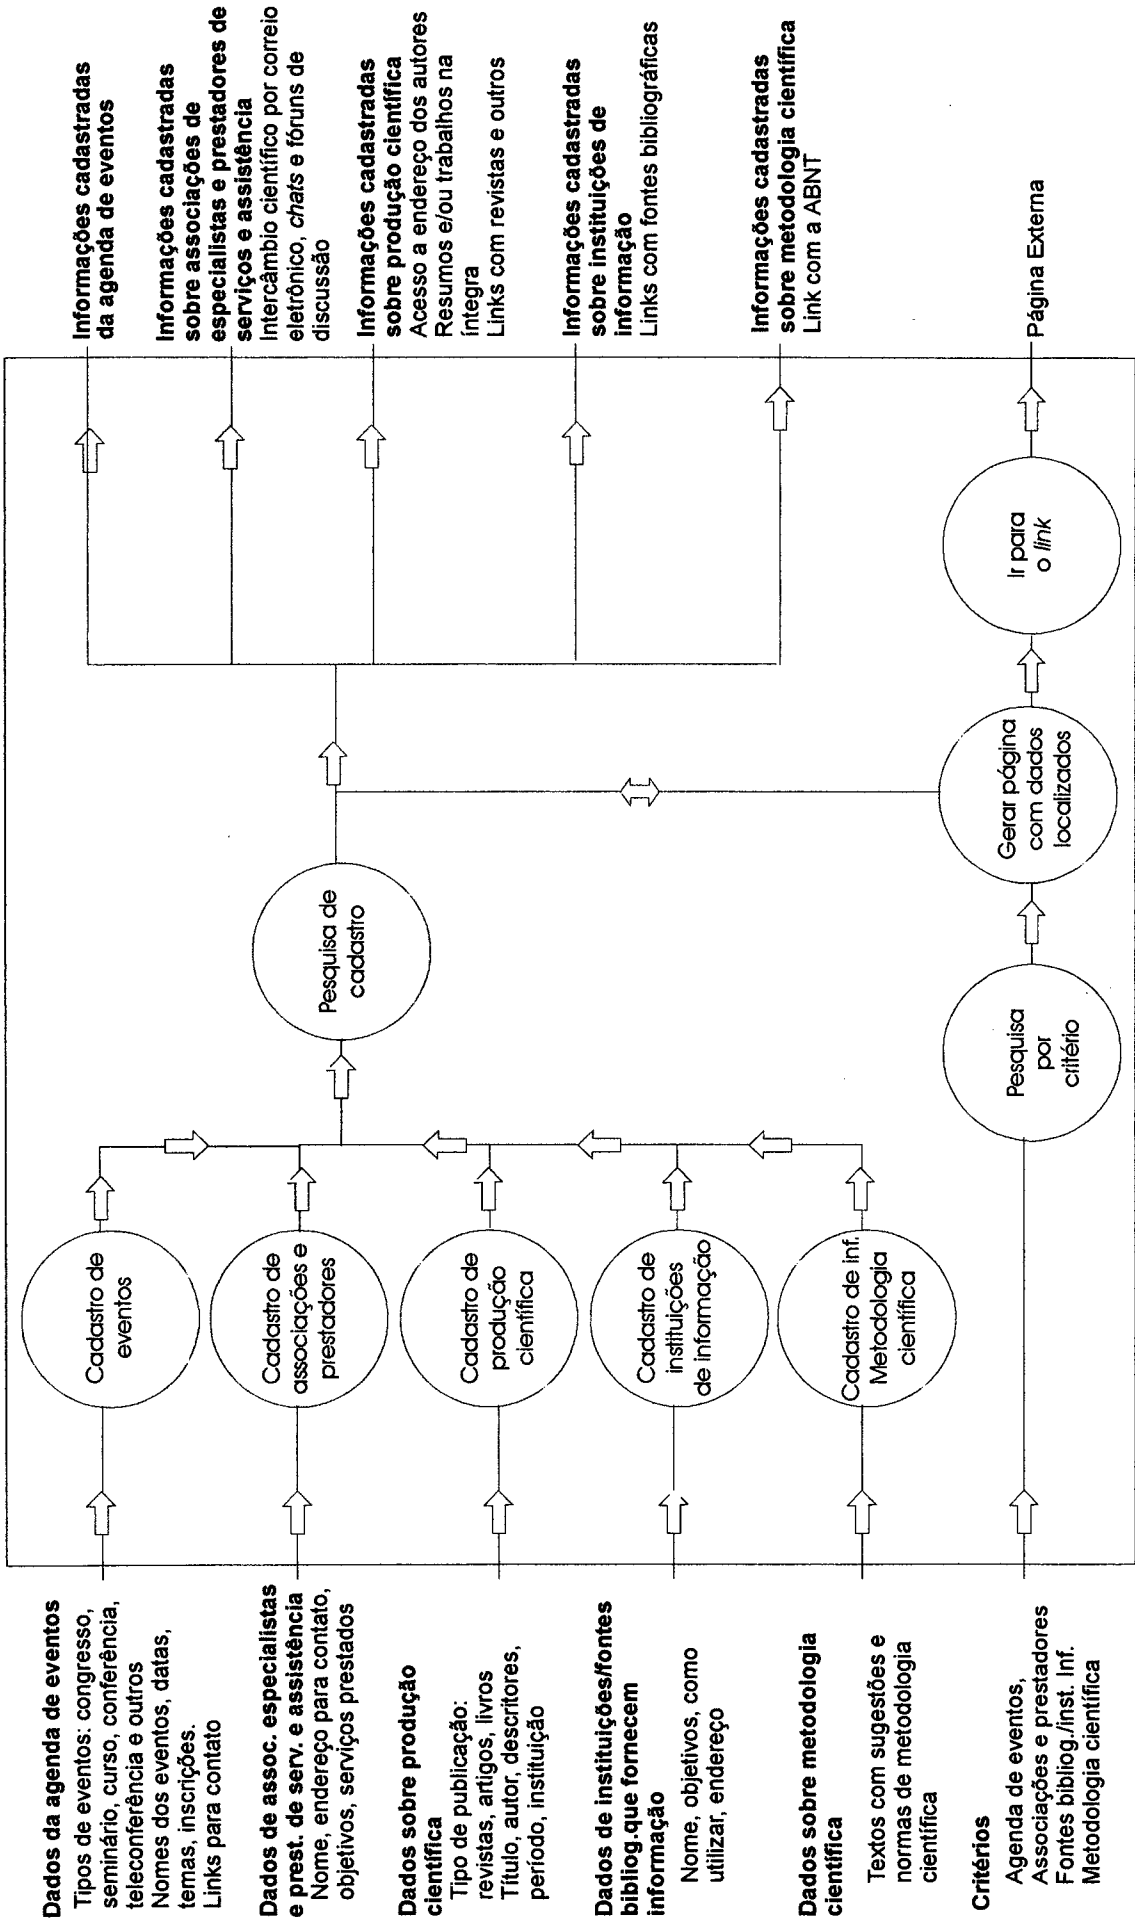 Dados da agenda de eventos
Tipos de eventos: congresso,
seminário, curso, conferência,
teleconferência e outros
Nomes dos eventos, datas,
temas, inscrições.
Links para contato
Dados de assoc. especialistas
e prest. de serv. e assistência
Nome, endereço para contato,
objetivos, serviços prestados
Dados sobre produção
científica
Tipo de publicação:
revistas, artigos, livros
Título, autor, descritores,
período, instituição
Dados de instituições/fontes
bibliog.que fornecem
informação
Nome, objetivos, como
utilizar, endereço
Dados sobre metodologia
científica
Textos com sugestões e
normas de metodologia
científica
Critérios
Agenda de eventos,
Associações e prestadores
Fontes bibliog./inst. Inf.
Metodologia científica
Cadastro de
eventos
Cadastro de
associações e
prestadores
Cadastro de
produção
científica
Cadastro de
instituições
de informação
Cadastro de inf.
Metodologia
científica
Pesquisa de
cadastro
Pesquisa
por
critério
Gerar página
com dados
localizados
Ir para
o link
Informações cadastradas
da agenda de eventos
Informações cadastradas
sobre associações de
especialistas e prestadores de
serviços e assistência
Intercâmbio científico por correio
eletrônico, chats e fóruns de
discussão
Informações cadastradas
sobre produção científica
Acesso a endereço dos autores
Resumos e/ou trabalhos na
íntegra
Links com revistas e outros
Informações cadastradas
sobre instituições de
informação
Links com fontes bibliográficas
Informações cadastradas
sobre metodologia científica
Link com a ABNT
Página Externa